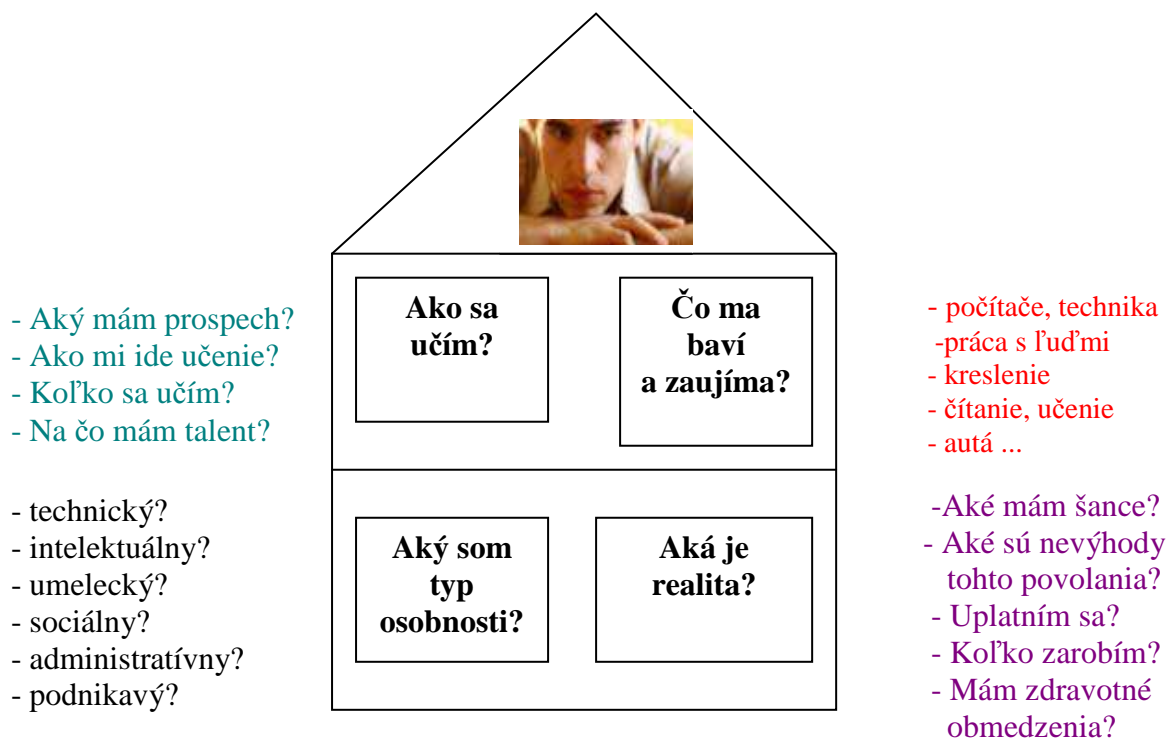 - Aký mám prospech?
- Ako mi ide učenie?
- Koľko sa učím?
- Na čo mám talent?
Ako sa
učím?
Čo ma
baví
a zaujíma?
- počítače, technika
-práca s ľuďmi
- kreslenie
- čítanie, učenie
- autá ...
- technický?
- intelektuálny?
- umelecký?
- sociálny?
- administratívny?
- podnikavý?
Aký som
typ
osobnosti?
Aká je
realita?
-Aké mám šance?
- Aké sú nevýhody
tohto povolania?
- Uplatním sa?
- Koľko zarobím?
- Mám zdravotné
obmedzenia?